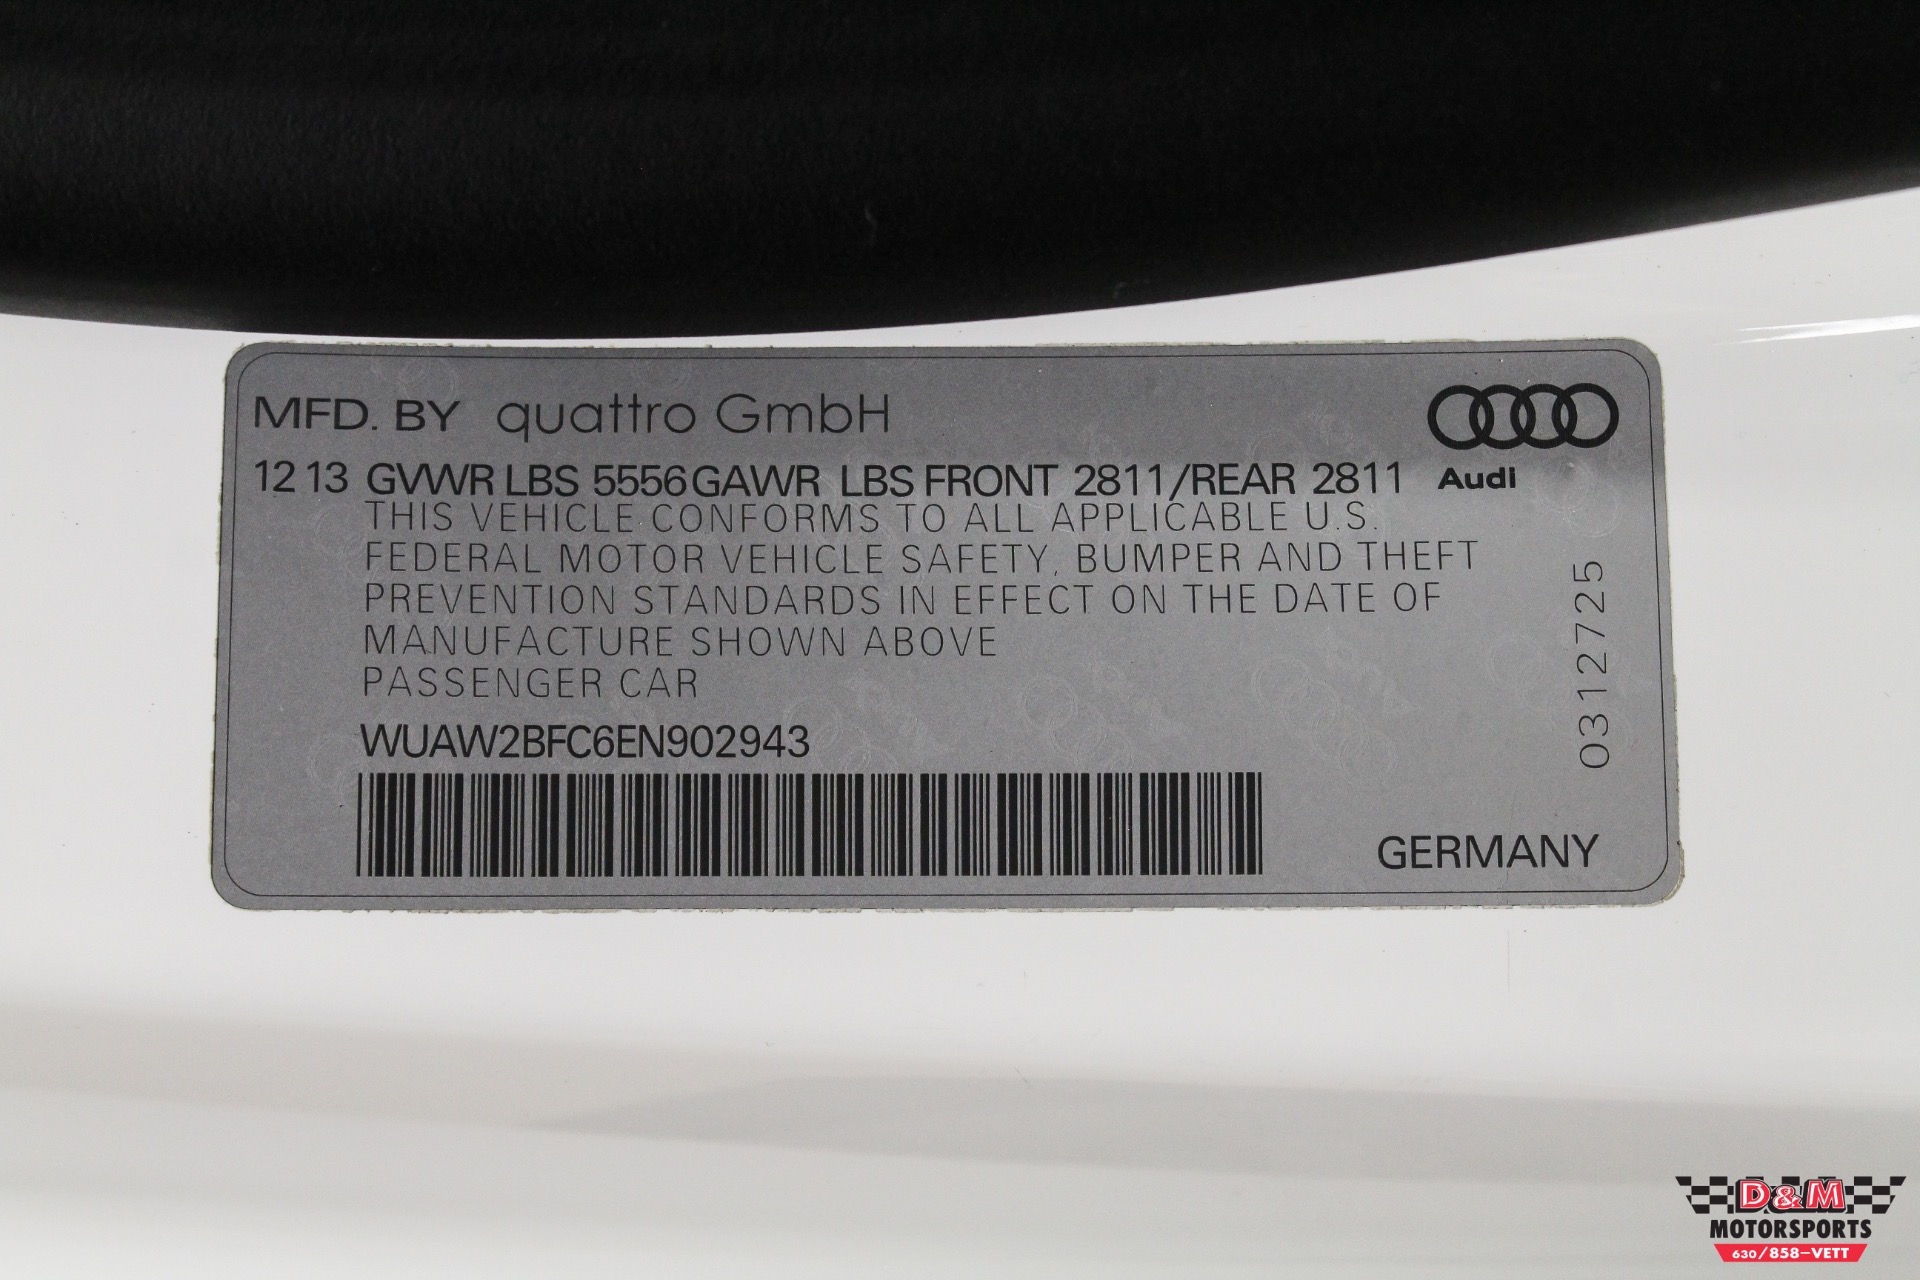 MFD. BY quattro GmbH
12 13 GVWR LBS 5556 GAWR LBS FRONT 2811/REAR 2811
Audi
THIS VEHICLE CONFORMS TO ALL APPLICABLE U.S.
FEDERAL MOTOR VEHICLE SAFETY, BUMPER AND THEFT
PREVENTION STANDARDS IN EFFECT ON THE DATE OF
MANUFACTURE SHOWN ABOVE
PASSENGER CAR
WUAW2BFC6EN902943
0312725
GERMANY
D&M
MOTORSPORTS
630/858-VETT